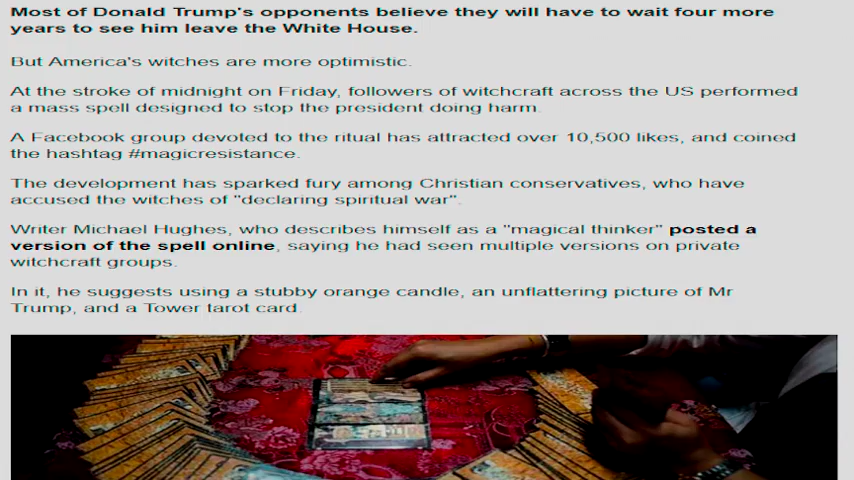 Most of Donald Trump's opponents believe they will have to wait four more
years to see him leave the White House.
But America's witches are more optimistic.
At the stroke of midnight on Friday, followers of witchcraft across the US performed
a mass spell designed to stop the president doing harm.
A Facebook group devoted to the ritual has attracted over 10,500 likes, and coined
the hashtag #magicresistance.
The development has sparked fury among Christian conservatives, who have
accused the witches of "declaring spiritual war".
Writer Michael Hughes, who describes himself as a "magical thinker" posted a
version of the spell online, saying he had seen multiple versions on private
witchcraft groups.
In it, he suggests using a stubby orange candle, an unflattering picture of Mr
Trump, and a Tower tarot card.